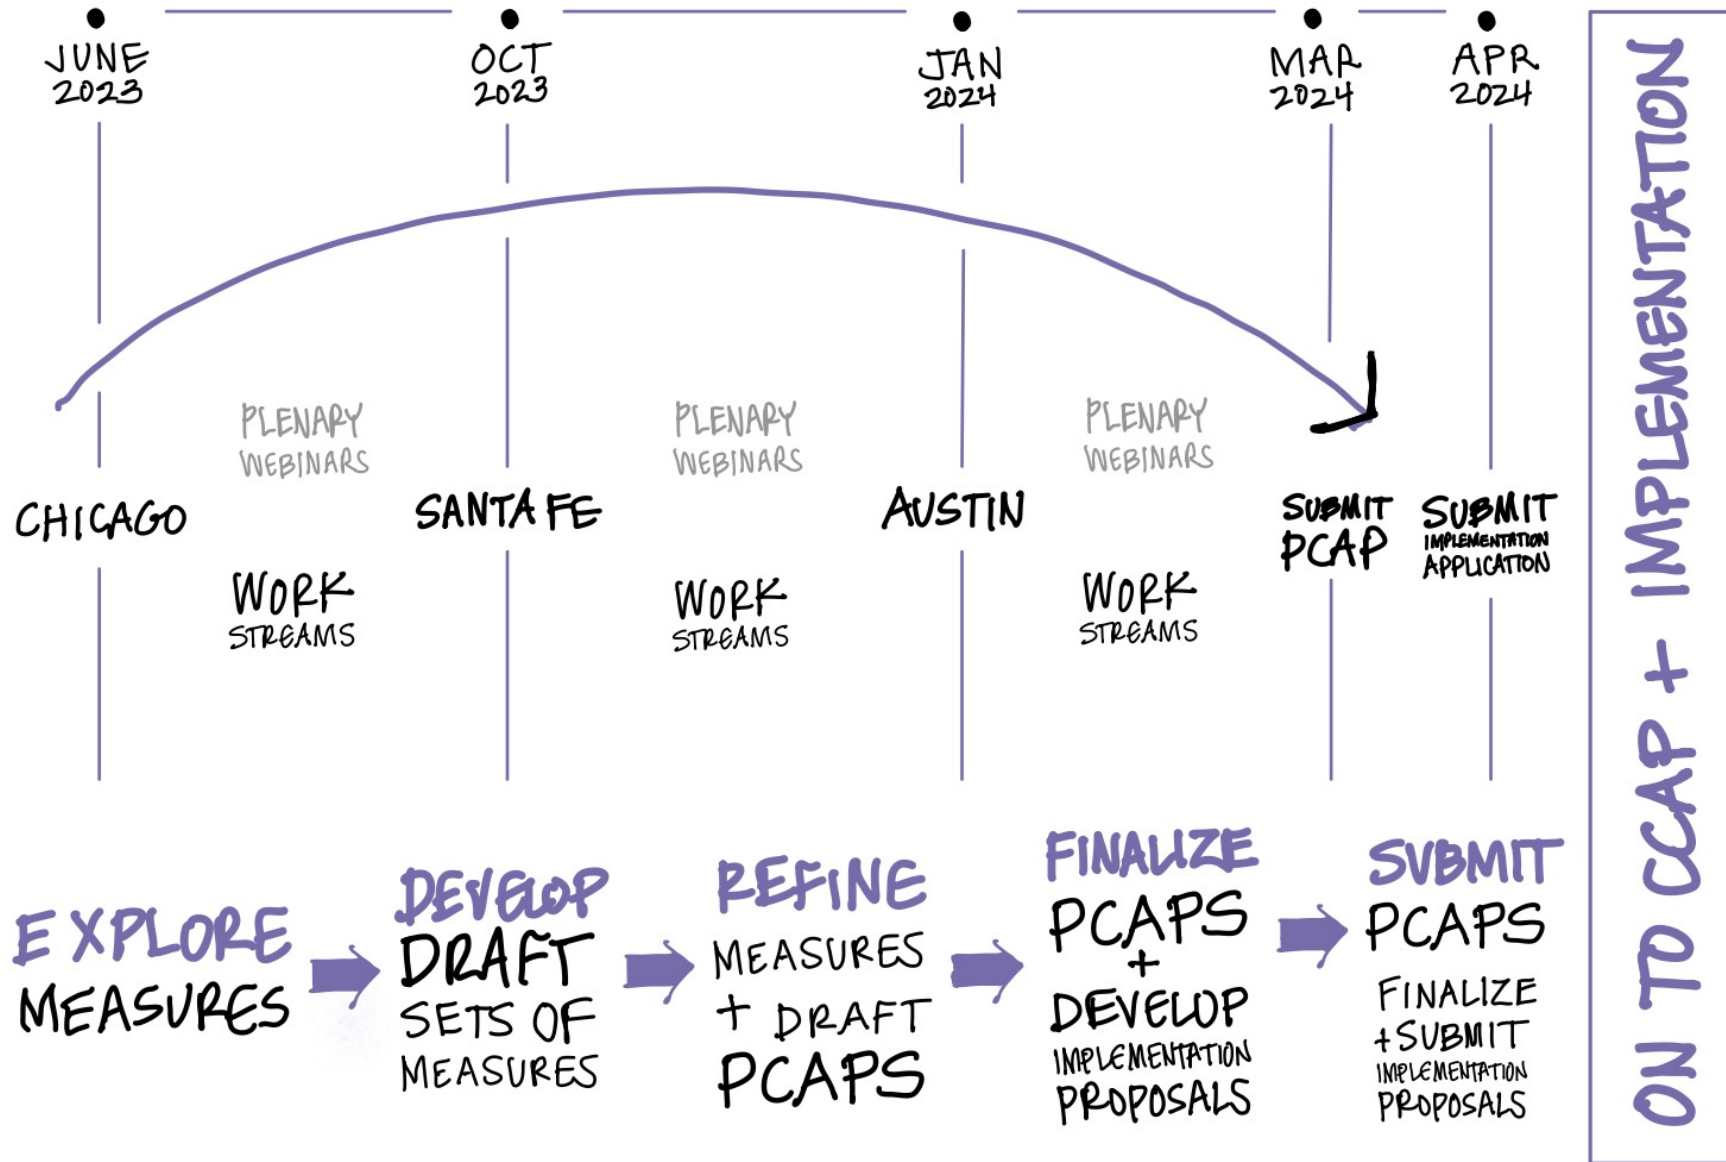 JUNE
2023
OCT
2023
JAN
2024
MAR
2024
APR
2024
PLENARY
WEBINARS
PLENARY
WEBINARS
PLENARY
WEBINARS
CHICAGO
SANTA FE
AUSTIN
SUBMIT
PCAP
SUBMIT
IMPLEMENTATION
APPLICATION
WORK
STREAMS
WORK
STREAMS
WORK
STREAMS
EXPLORE
MEASURES
DEVELOP
DRAFT
SETS OF
MEASURES
REFINE
MEASURES
+ DRAFT
PCAPS
FINALIZE
PCAPS
+
DEVELOP
IMPLEMENTATION
PROPOSALS
SUBMIT
PCAPS
FINALIZE
+ SUBMIT
IMPLEMENTATION
PROPOSALS
ON TO CCAP + IMPLEMENTATION